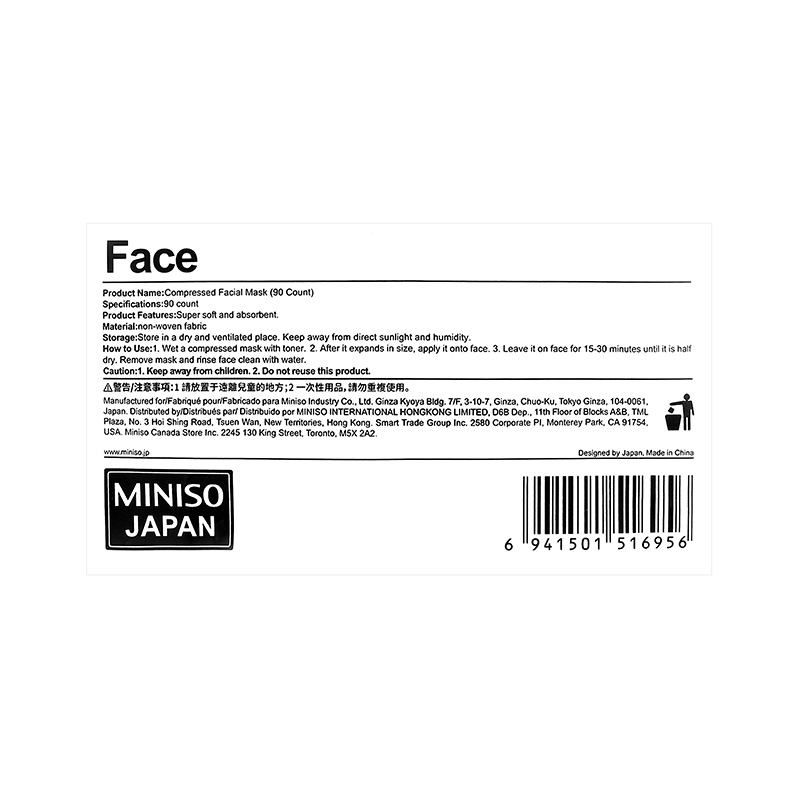 Face
Product Name:Compressed Facial Mask (90 Count)
Specifications:90 count
Product Features:Super soft and absorbent.
Material:non-woven fabric
Storage:Store in a dry and ventilated place. Keep away from direct sunlight and humidity.
How to Use:1. Wet a compressed mask with toner. 2. After it expands in size, apply it onto face. 3. Leave it on face for 15-30 minutes until it is half
dry. Remove mask and rinse face clean with water.
Caution:1. Keep away from children. 2. Do not reuse this product.
⚠警告/注意事項:1 請放置于遠離兒童的地方;2 一次性用品,請勿重複使用。
Manufactured for/Fabriqué pour/Fabricado para Miniso Industry Co., Ltd. Ginza Kyoya Bldg. 7/F, 3-10-7, Ginza, Chuo-Ku, Tokyo Ginza, 104-0061,
Japan. Distributed by/Distribués par/ Distribuido por MINISO INTERNATIONAL HONGKONG LIMITED, D6B Dep., 11th Floor of Blocks A&B, TML
Plaza, No. 3 Hoi Shing Road, Tsuen Wan, New Territories, Hong Kong. Smart Trade Group Inc. 2580 Corporate Pl, Monterey Park, CA 91754,
USA. Miniso Canada Store Inc. 2245 130 King Street, Toronto, M5X 2A2.
www.miniso.jp Designed by Japan. Made in China
MINISO
JAPAN
6 941501 516956